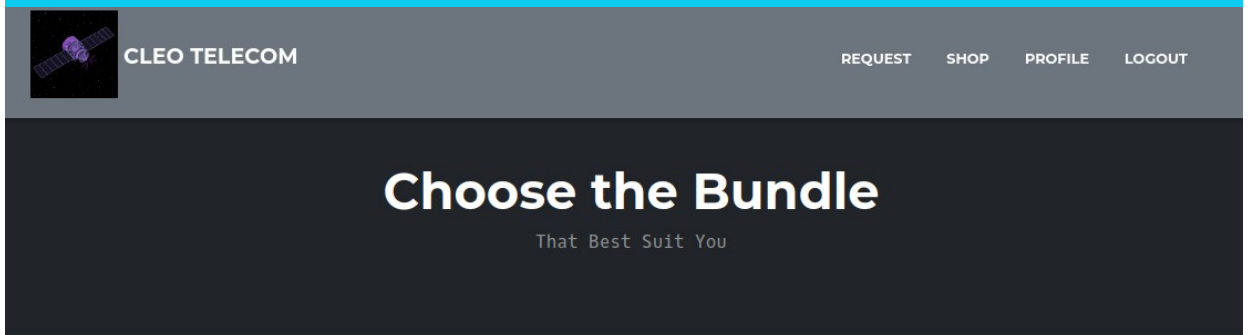 CLEO TELECOM
REQUEST SHOP PROFILE LOGOUT
Choose the Bundle
That Best Suit You